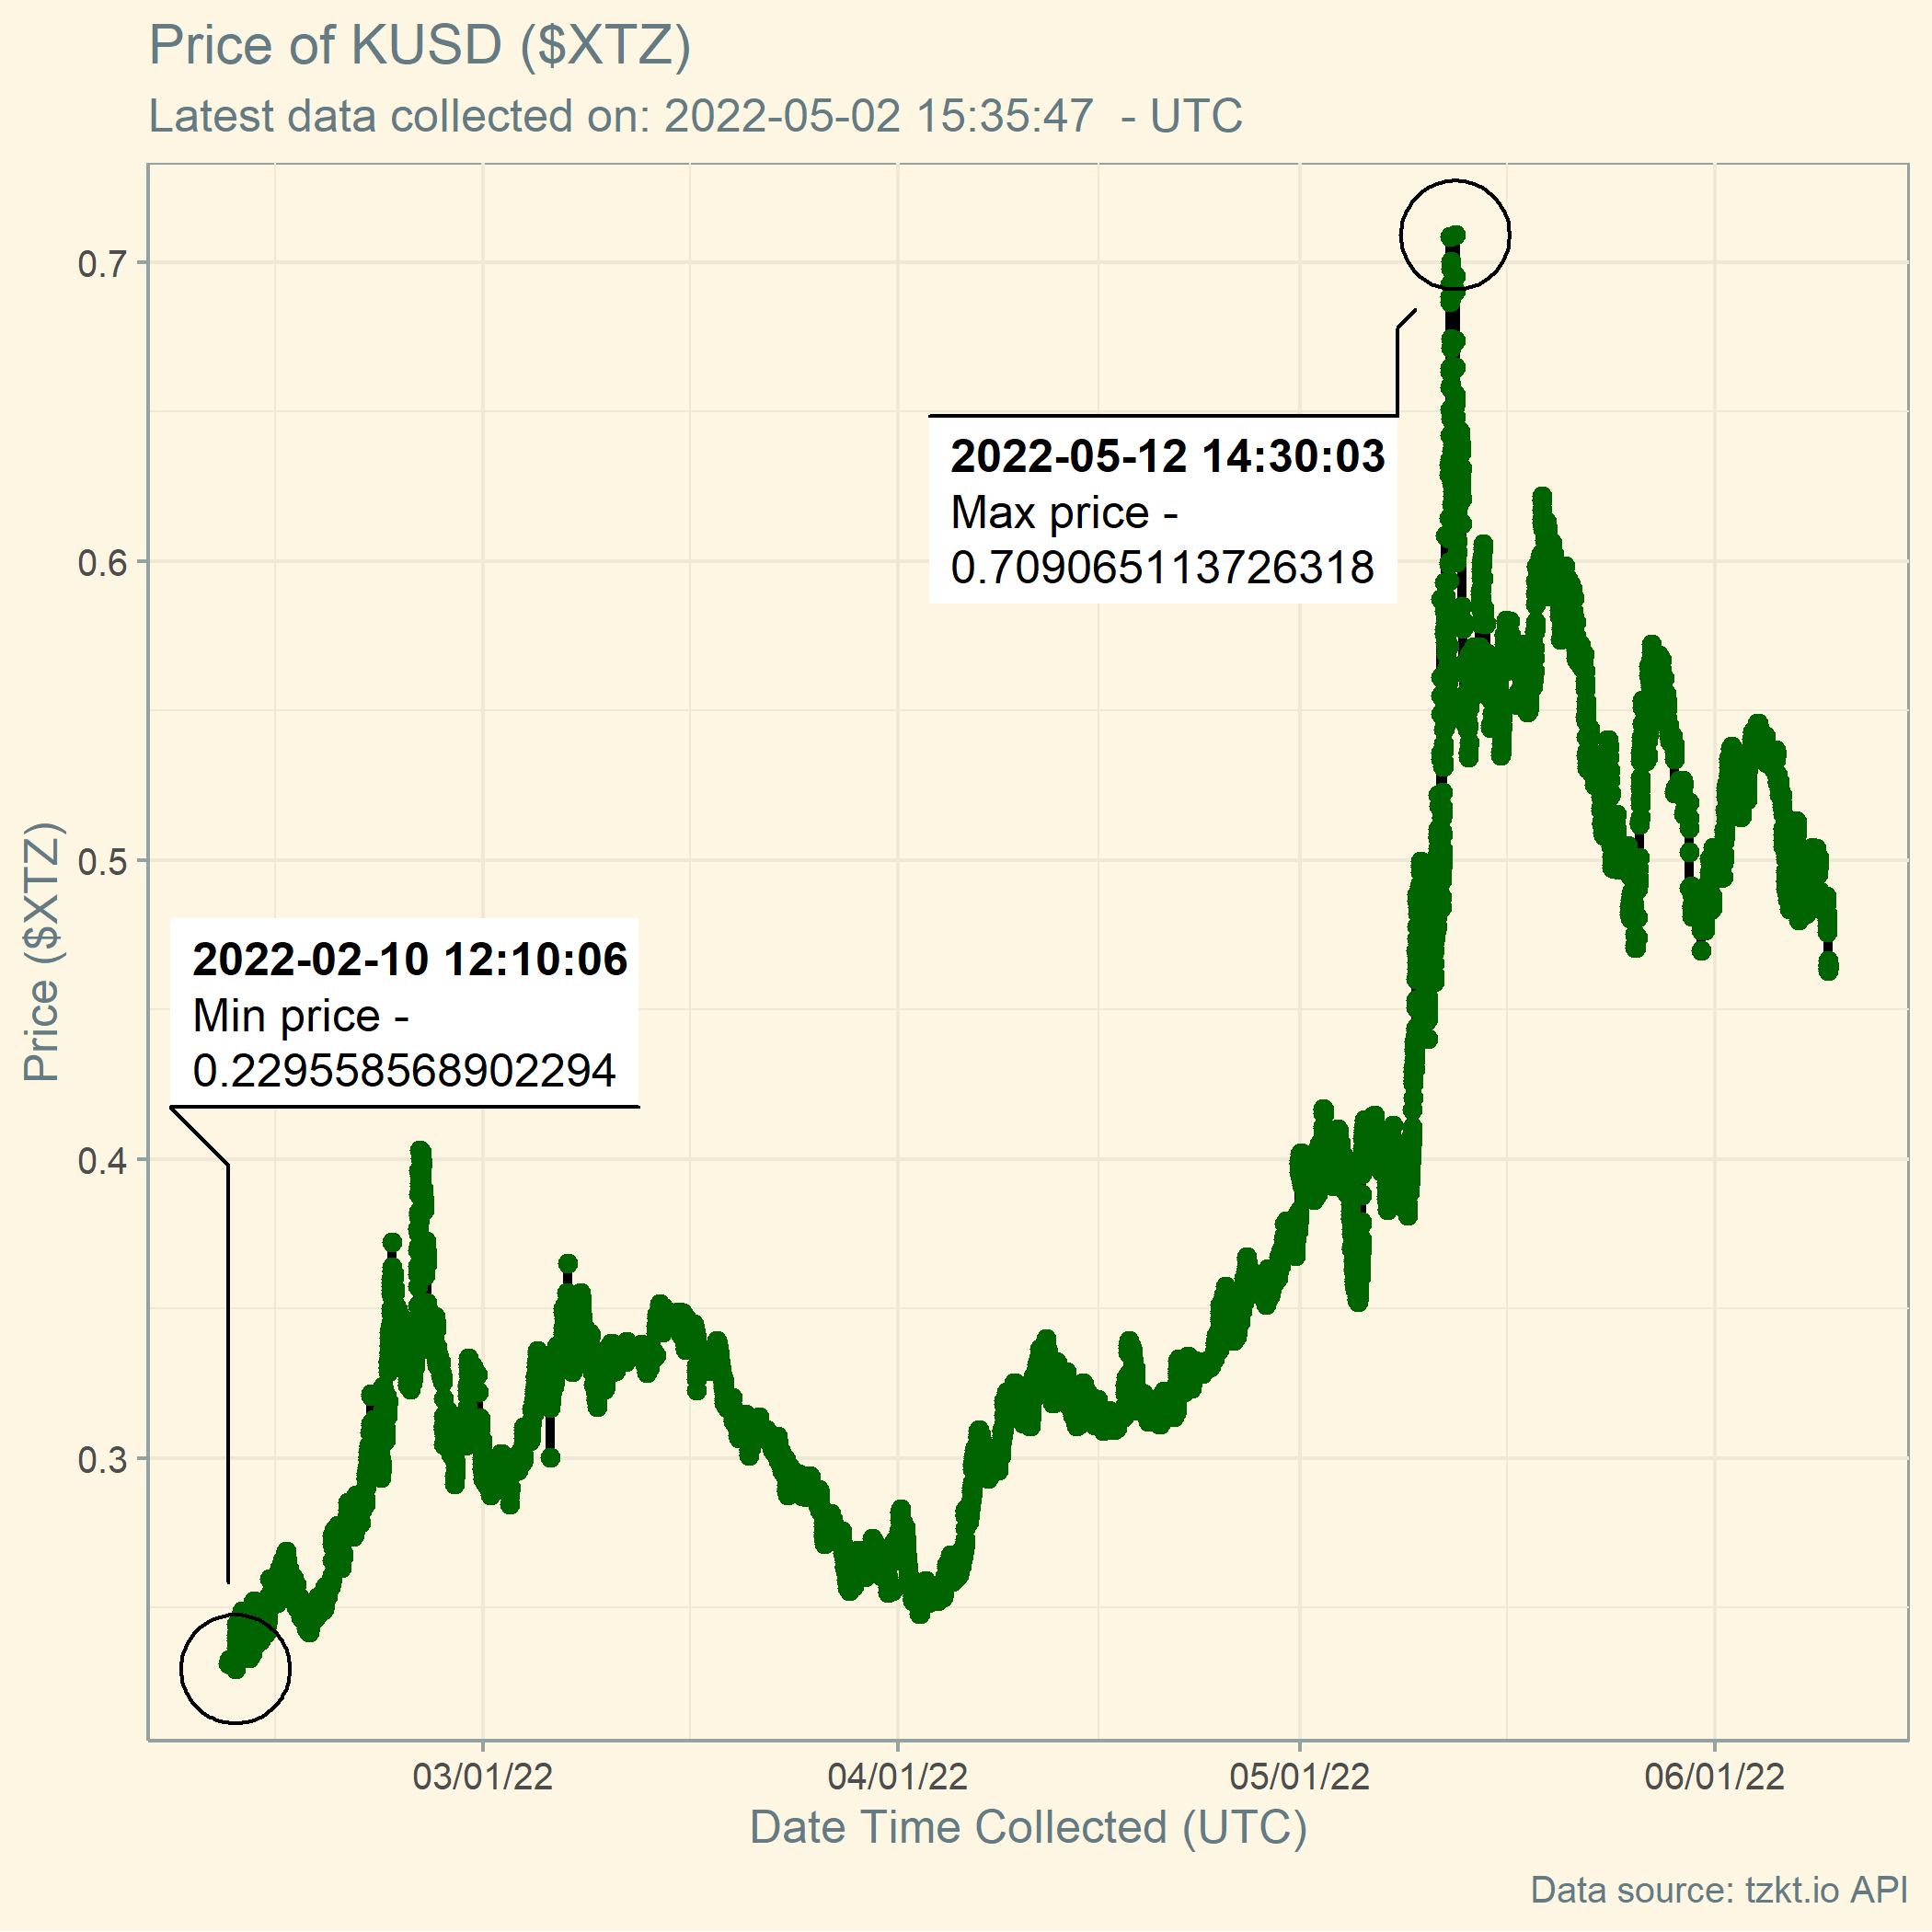 Price of KUSD ($XTZ)
Latest data collected on: 2022-05-02 15:35:47  - UTC
Price ($XTZ)
0.7
0.6
0.5
0.4
0.3
2022-05-12 14:30:03
Max price -
0.709065113726318
2022-02-10 12:10:06
Min price -
0.229558568902294
03/01/22
04/01/22
05/01/22
06/01/22
Date Time Collected (UTC)
Data source: tzkt.io API